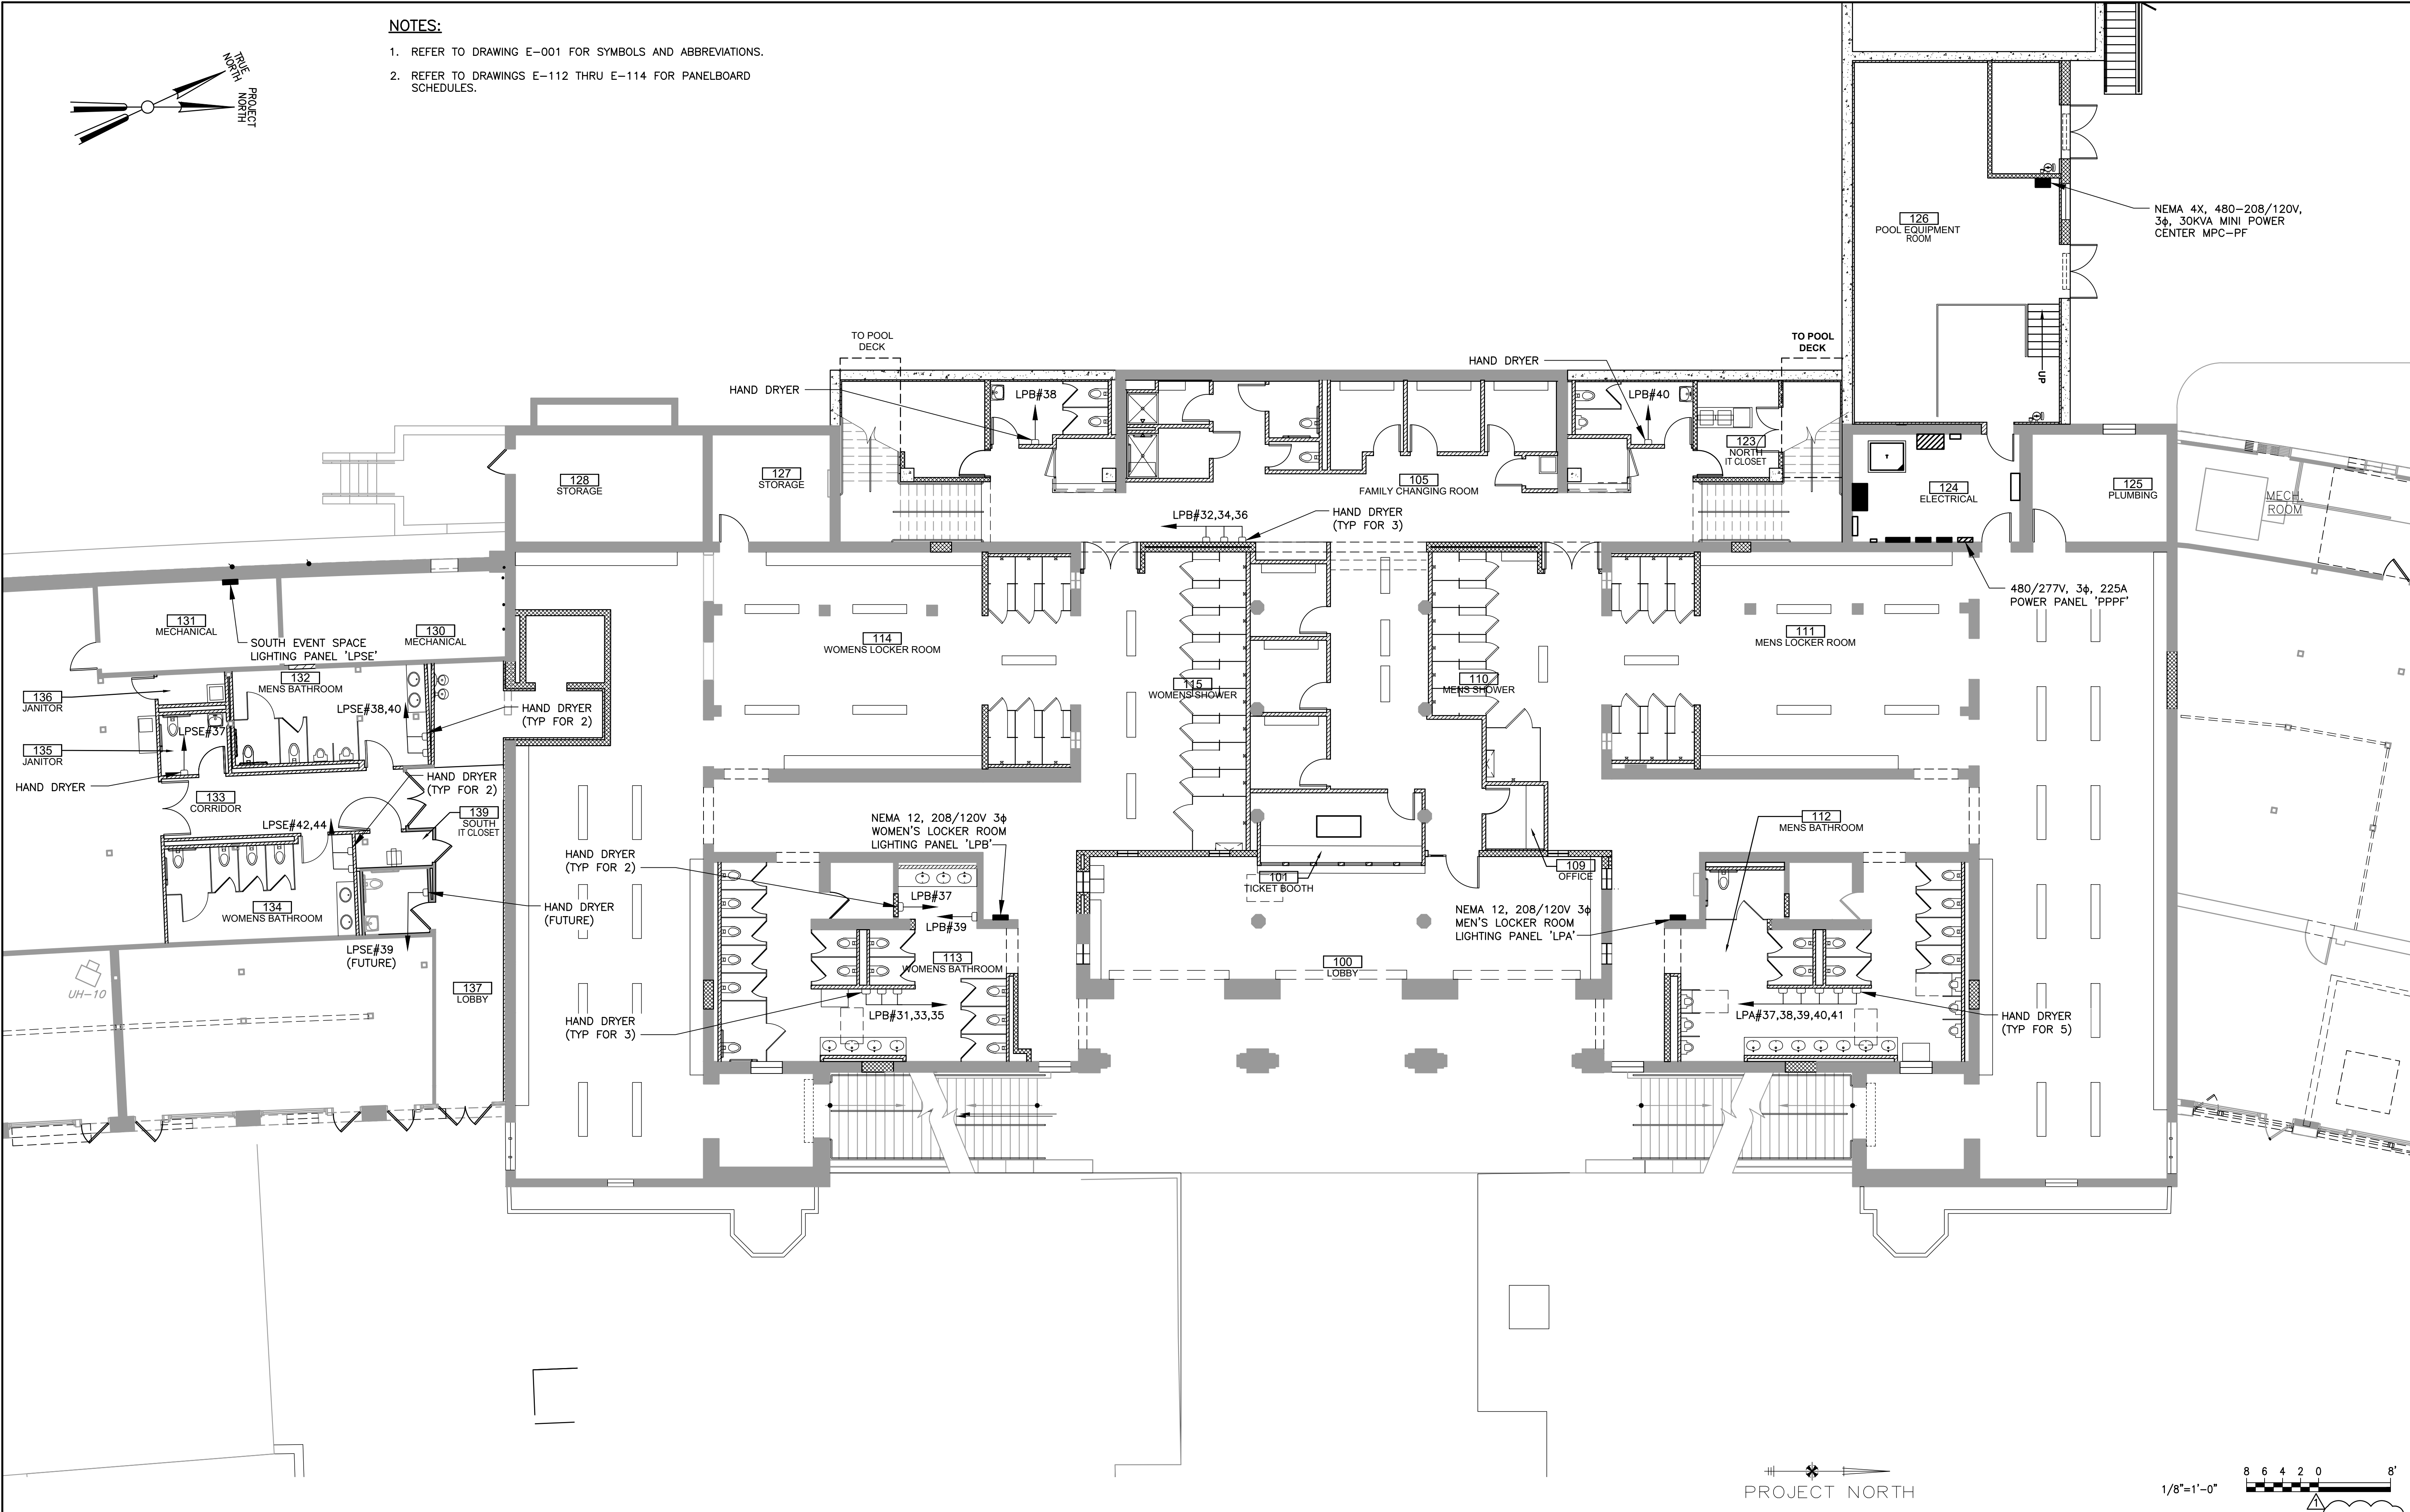 NOTES:
1. REFER TO DRAWING E-001 FOR SYMBOLS AND ABBREVIATIONS.
2. REFER TO DRAWINGS E-112 THRU E-114 FOR PANELBOARD
SCHEDULES.
TRUE
NORTH
PROJECT
NORTH
NEMA 4X, 480-208/120V,
3ϕ, 30KVA MINI POWER
CENTER MPC-PF
126
POOL EQUIPMENT
ROOM
UP
TO POOL
DECK
TO POOL
DECK
HAND DRYER
HAND DRYER
LPB#38
LPB#40
123
NORTH
IT CLOSET
128
STORAGE
127
STORAGE
105
FAMILY CHANGING ROOM
T
124
ELECTRICAL
125
PLUMBING
MECH.
ROOM
LPB#32,34,36
HAND DRYER
(TYP FOR 3)
480/277V, 3ϕ, 225A
POWER PANEL 'PPPF'
131
MECHANICAL
130
MECHANICAL
SOUTH EVENT SPACE
LIGHTING PANEL 'LPSE'
114
WOMENS LOCKER ROOM
111
MENS LOCKER ROOM
115
WOMENS SHOWER
110
MENS SHOWER
132
MENS BATHROOM
136
JANITOR
LPSE#38,40
HAND DRYER
(TYP FOR 2)
LPSE#37
135
JANITOR
HAND DRYER
HAND DRYER
(TYP FOR 2)
133
CORRIDOR
139
SOUTH
IT CLOSET
LPSE#42,44
NEMA 12, 208/120V 3ϕ
WOMEN'S LOCKER ROOM
LIGHTING PANEL 'LPB'
112
MENS BATHROOM
HAND DRYER
(TYP FOR 2)
109
OFFICE
101
TICKET BOOTH
LPB#37
LPB#39
134
WOMENS BATHROOM
HAND DRYER
(FUTURE)
NEMA 12, 208/120V 3ϕ
MEN'S LOCKER ROOM
LIGHTING PANEL 'LPA'
LPSE#39
(FUTURE)
113
WOMENS BATHROOM
100
LOBBY
UH-10
137
LOBBY
HAND DRYER
(TYP FOR 3)
LPB#31,33,35
LPA#37,38,39,40,41
HAND DRYER
(TYP FOR 5)
PROJECT NORTH
1/8"=1'-0"
8 6 4 2 0 8'
1